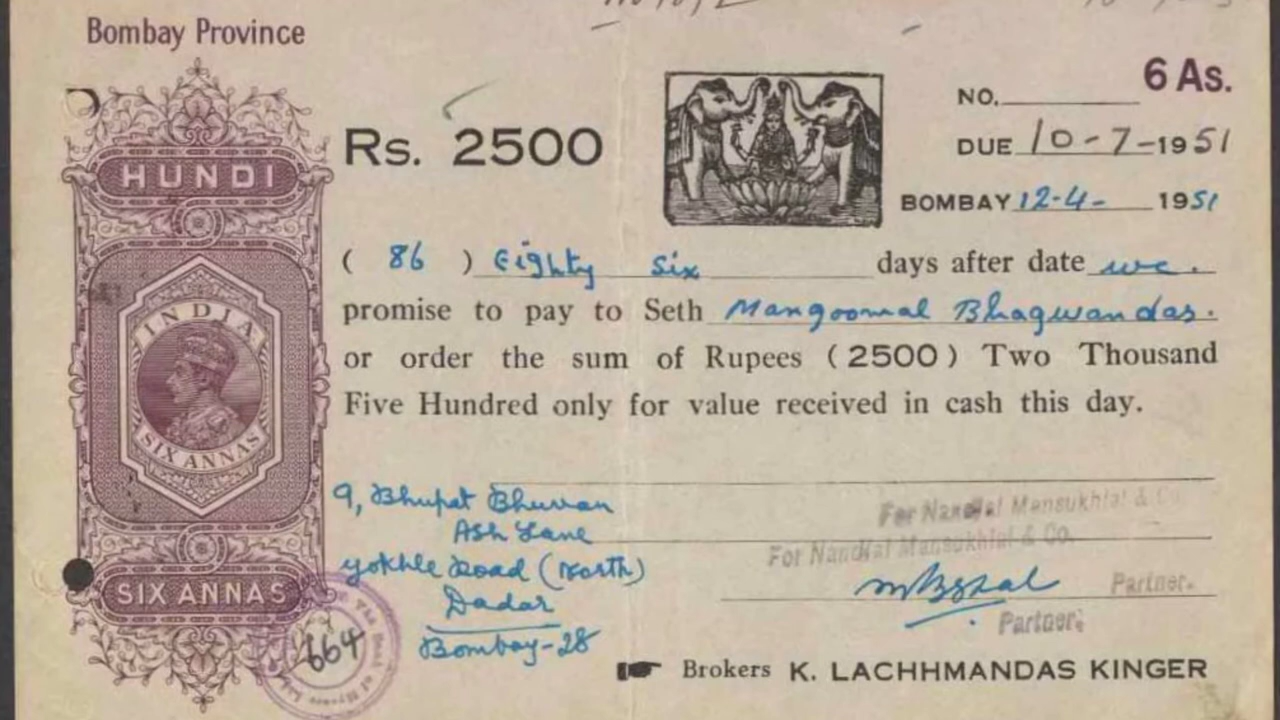 Bombay Province
HUNDI
INDIA
SIX ANNAS
SIX ANNAS
664
Rs. 2500
6 As.
NO.
DUE 10-7-1951
BOMBAY 12-4- 1951
( 86 ) Eighty Six days after date we.
promise to pay to Seth Mangoomal Bhagwandas.
or order the sum of Rupees (2500) Two Thousand
Five Hundred only for value received in cash this day.
9, Bhupat Bhuvan
Ash Lane
Gokhle Road (North)
Dadar
Bombay-28
For Nandlal Mansukhlal & Co.
For Nandlal Mansukhlal & Co.
Partner.
Partner.
Brokers K. LACHHMANDAS KINGER